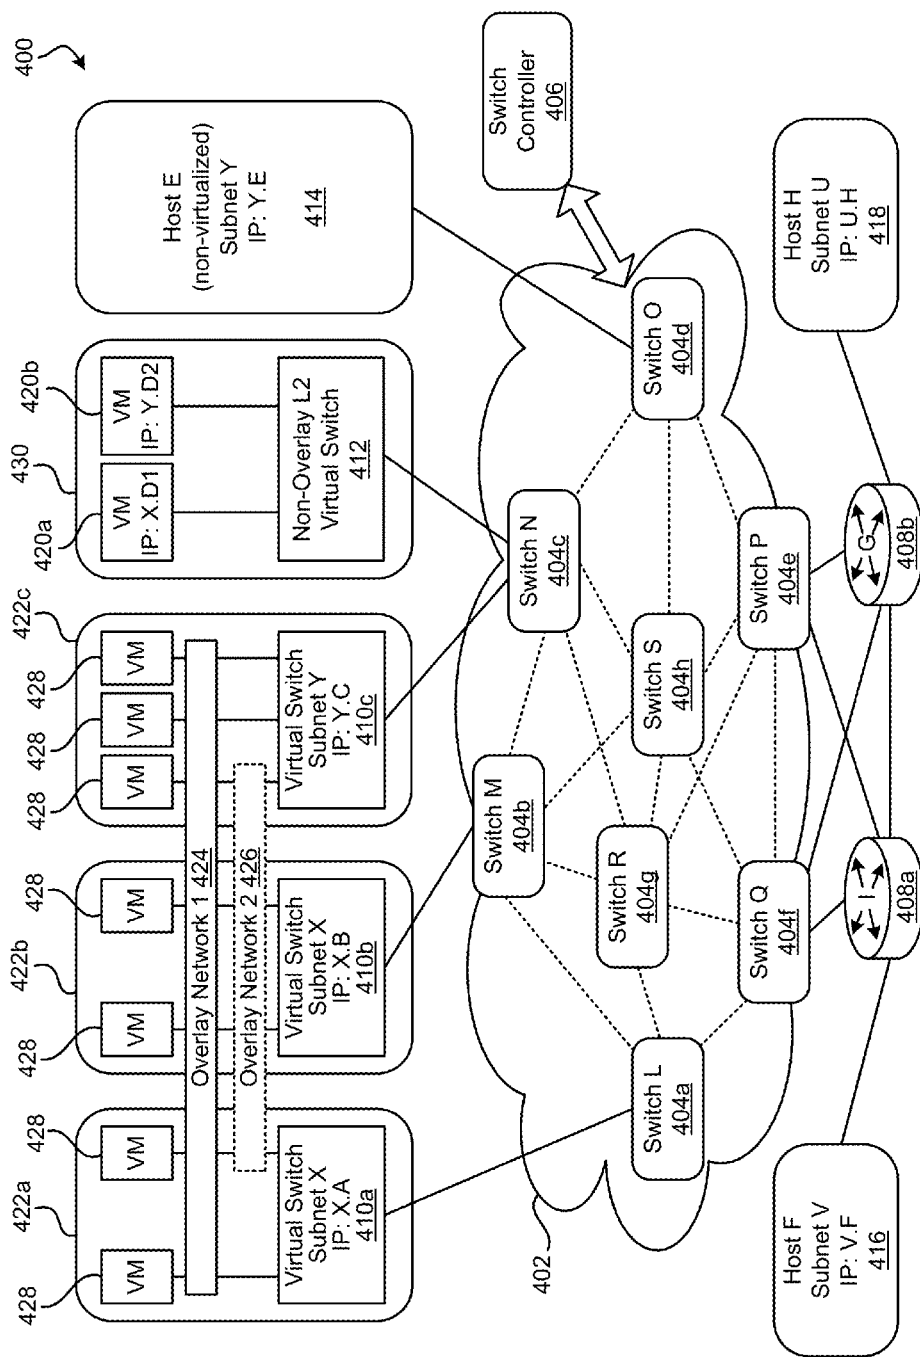 400
422a
428
428
VM
VM
422b
428
428
VM
VM
422c
428
428
428
VM
VM
VM
Overlay Network 1 424
Overlay Network 2 426
Virtual Switch
Subnet X
IP: X.A
410a
Virtual Switch
Subnet X
IP: X.B
410b
Virtual Switch
Subnet Y
IP: Y.C
410c
420a
430
420b
VM
IP: X.D1
VM
IP: Y.D2
Non-Overlay L2
Virtual Switch
412
Host E
(non-virtualized)
Subnet Y
IP: Y.E
414
402
Switch Controller
406
Switch M
404b
Switch N
404c
Switch L
404a
Switch R
404g
Switch S
404h
Switch O
404d
Switch Q
404f
Switch P
404e
Host F
Subnet V
IP: V.F
416
I
408a
G
408b
Host H
Subnet U
IP: U.H
418